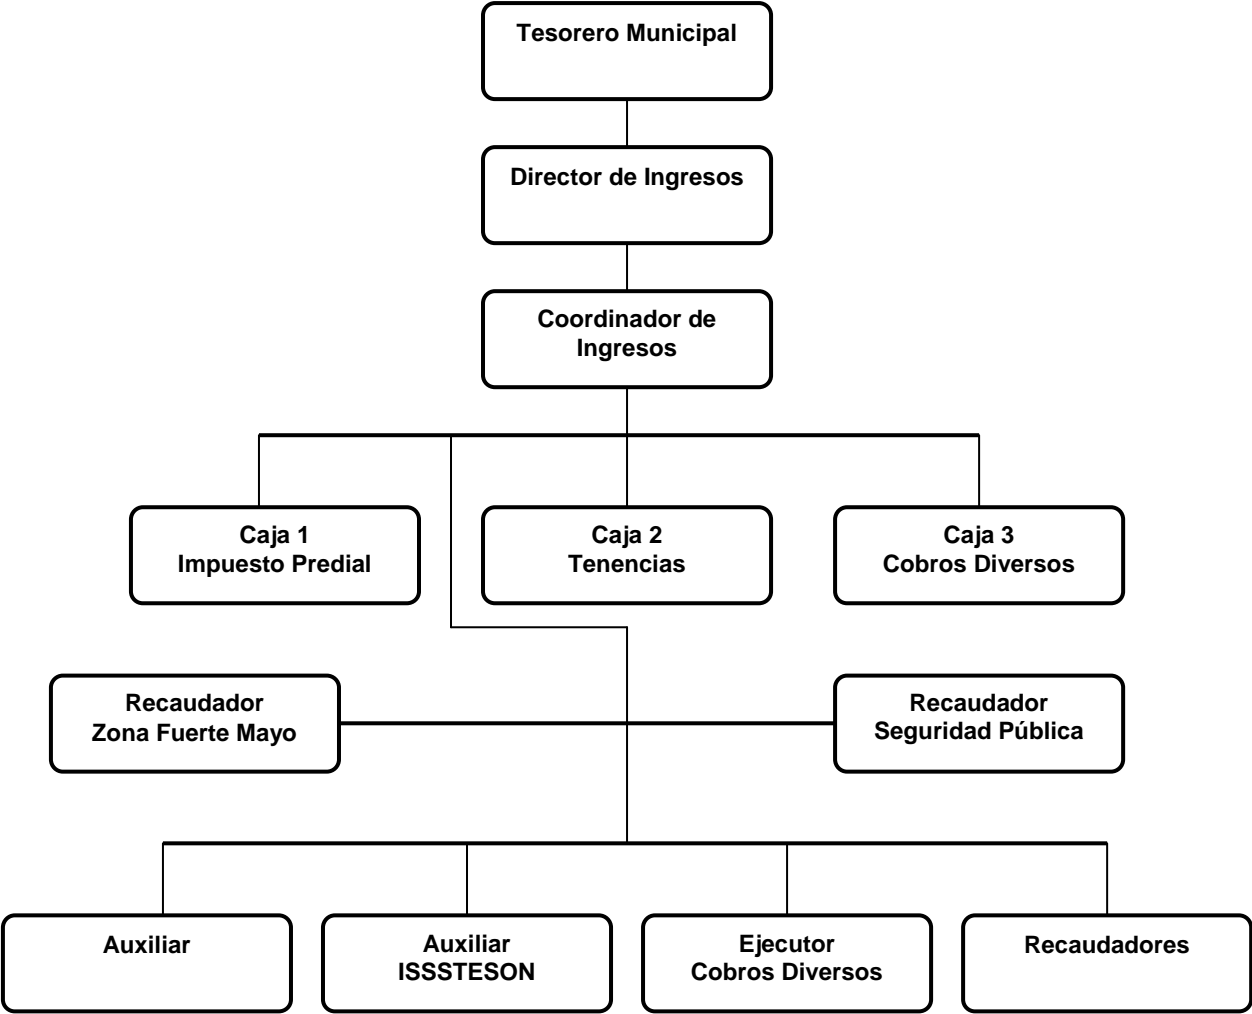 Tesorero Municipal
Director de Ingresos
Coordinador de
Ingresos
Caja 1
Impuesto Predial
Caja 2
Tenencias
Caja 3
Cobros Diversos
Recaudador
Zona Fuerte Mayo
Recaudador
Seguridad Pública
Auxiliar
Auxiliar
ISSSTESON
Ejecutor
Cobros Diversos
Recaudadores